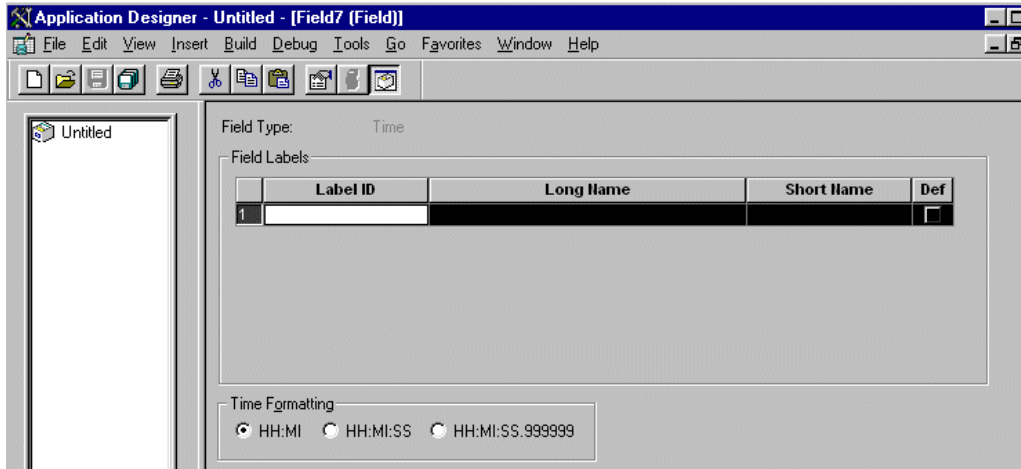 Application Designer - Untitled - [Field7 (Field)]
File Edit View Insert Build Debug Tools Go Favorites Window Help
Untitled
Field Type: Time
Field Labels
Label ID Long Name Short Name Def
1
Time Formatting
HH:MI HH:MI:SS HH:MI:SS.999999